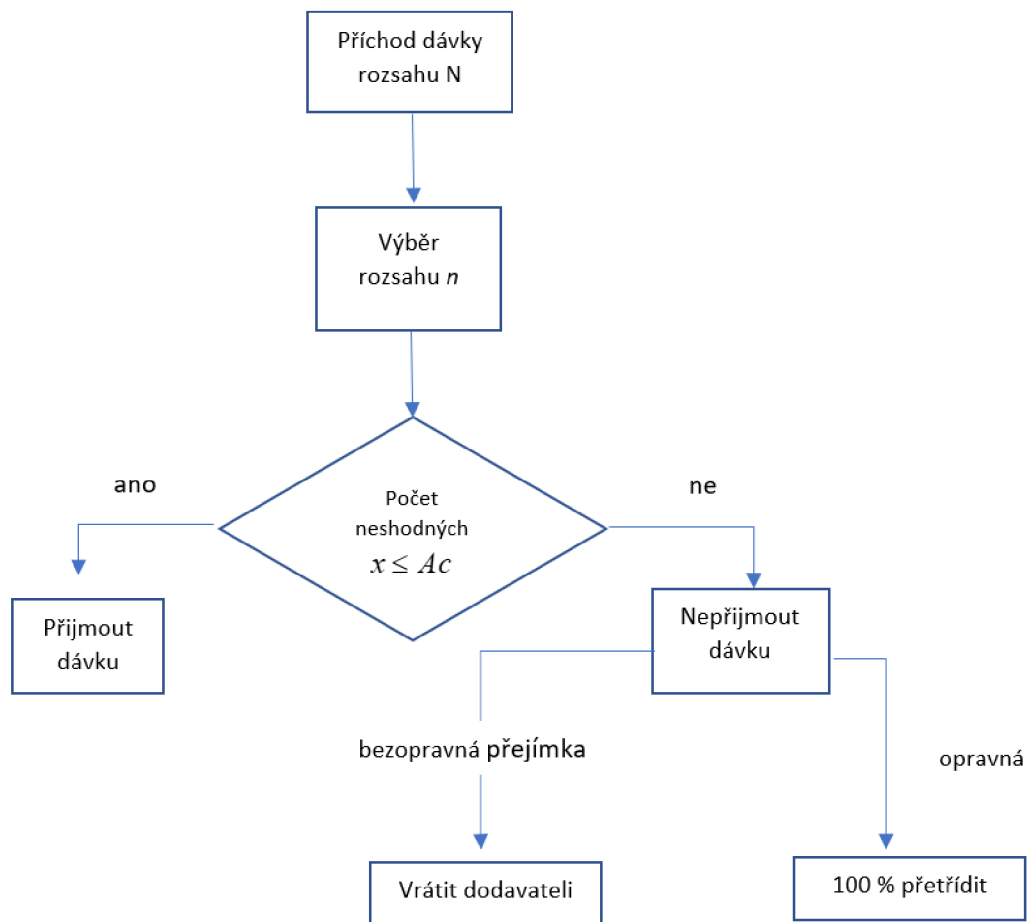 Příchod dávky
rozsahu N
Výběr
rozsahu n
ano
ne
Počet
neshodných
x ≤ Ac
Přijmout
dávku
Nepřijmout
dávku
bezopravná přejímka
opravná
Vrátit dodavateli
100 % přetřídit